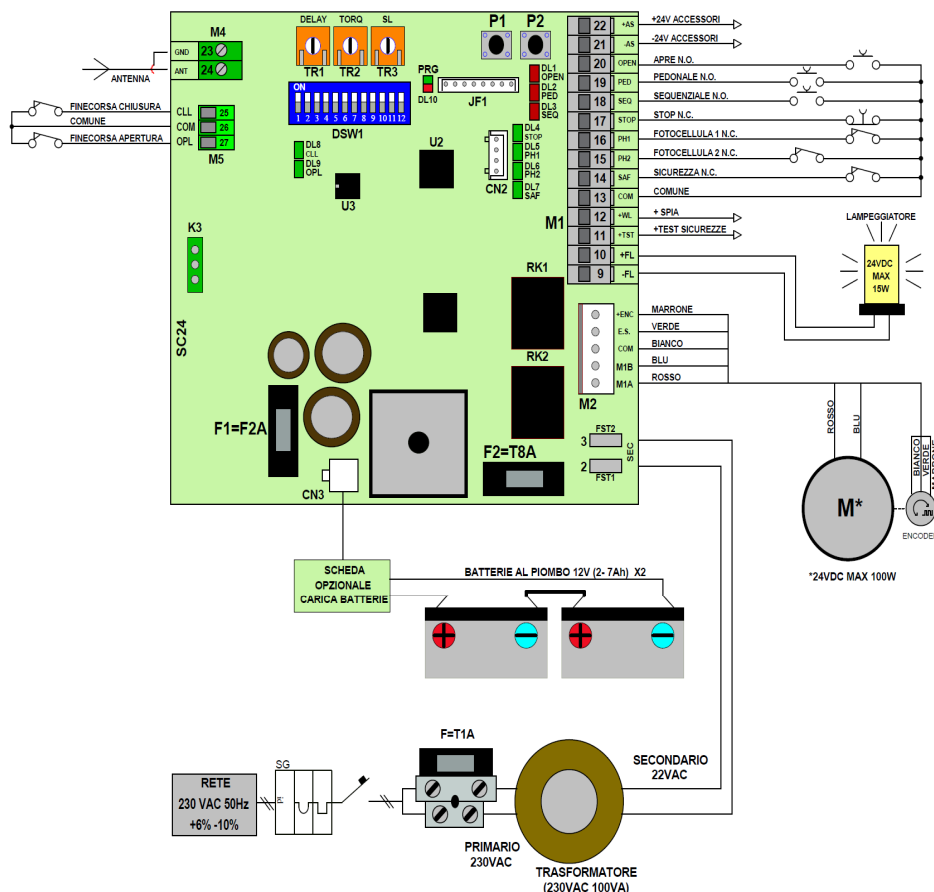 M4
GND 23
ANT 24
ANTENNA
FINECORSA CHIUSURA
COMUNE
FINECORSA APERTURA
CLL 25
COM 26
OPL 27
M5
DELAY TORQ SL
TR1 TR2 TR3
ON
1 2 3 4 5 6 7 8 9 10 11 12
DSW1
PRG
DL10
JF1
P1 P2
DL1
OPEN
DL2
PED
DL3
SEQ
DL4
STOP
DL5
PH1
DL6
PH2
DL7
SAF
DL8
CLL
DL9
OPL
U2
U3
CN2
K3
SC24
M1
22 +AS +24V ACCESSORI
21 -AS -24V ACCESSORI
20 OPEN APRE N.O.
19 PED PEDONALE N.O.
18 SEQ SEQUENZIALE N.O.
17 STOP STOP N.C.
16 PH1 FOTOCELLULA 1 N.C.
15 PH2 FOTOCELLULA 2 N.C.
14 SAF SICUREZZA N.C.
13 COM COMUNE
12 +WL + SPIA
11 +TST +TEST SICUREZZE
10 +FL
9 -FL
LAMPEGGIATORE
24VDC
MAX
15W
RK1
RK2
+ENC MARRONE
E.S. VERDE
COM BIANCO
M1B BLU
M1A ROSSO
M2
F1=F2A
F2=T8A
CN3
3 FST2
2 FST1
SEC
ROSSO
BLU
BIANCO
VERDE
M*
*24VDC MAX 100W
SCHEDA
OPZIONALE
CARICA BATTERIE
BATTERIE AL PIOMBO 12V (2- 7Ah) X2
F=T1A
SG
RETE
230 VAC 50Hz
+6% -10%
SECONDARIO
22VAC
PRIMARIO
230VAC
TRASFORMATORE
(230VAC 100VA)